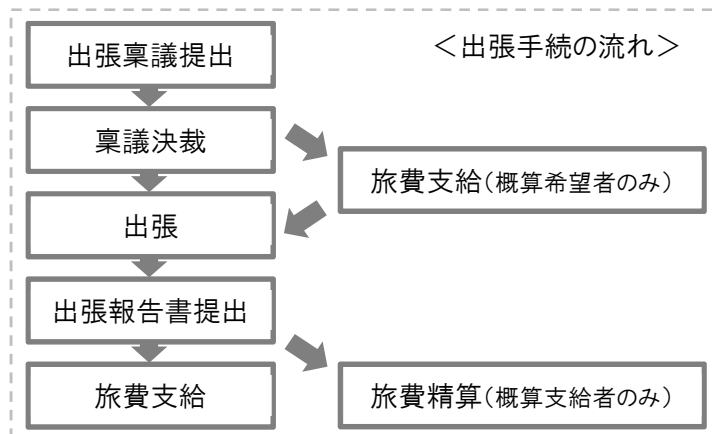 ＜出張手続の流れ＞
出張稟議提出
稟議決裁
旅費支給（概算希望者のみ）
出張
出張報告書提出
旅費支給
旅費精算（概算支給者のみ）